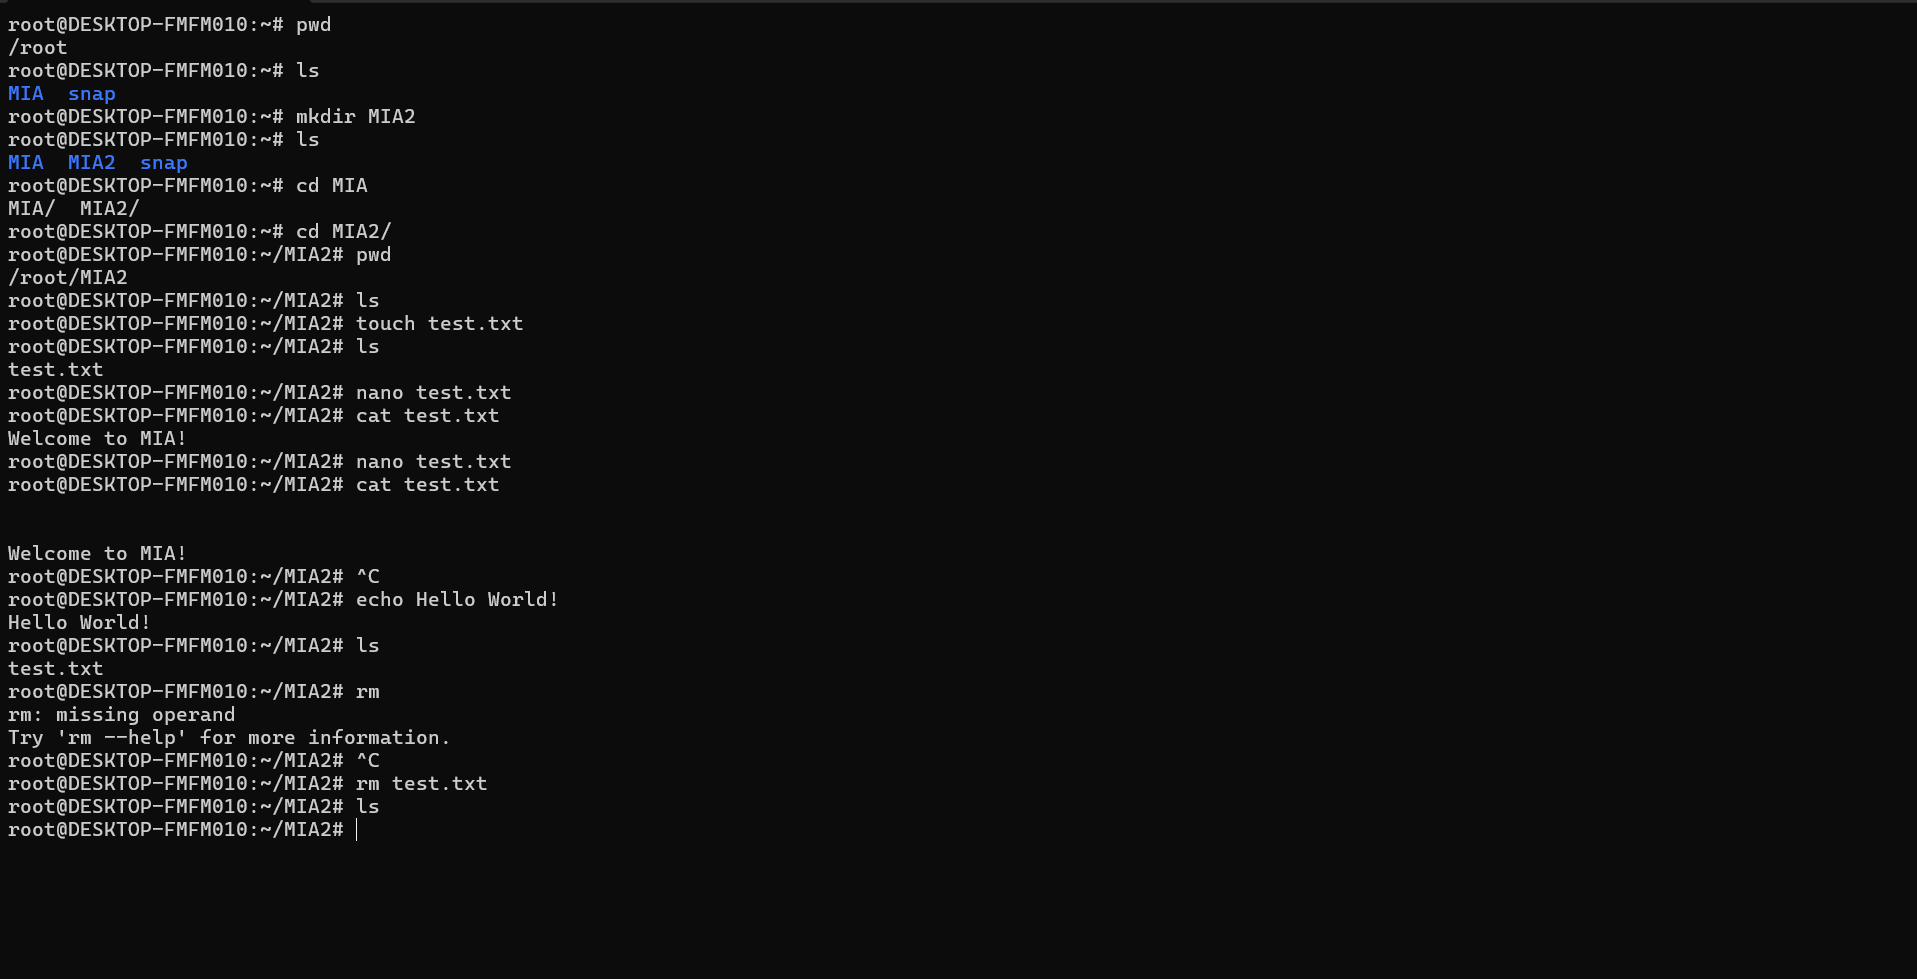 root@DESKTOP-FMFM010:~# pwd
/root
root@DESKTOP-FMFM010:~# ls
MIA  snap
root@DESKTOP-FMFM010:~# mkdir MIA2
root@DESKTOP-FMFM010:~# ls
MIA  MIA2  snap
root@DESKTOP-FMFM010:~# cd MIA
MIA/  MIA2/
root@DESKTOP-FMFM010:~# cd MIA2/
root@DESKTOP-FMFM010:~/MIA2# pwd
/root/MIA2
root@DESKTOP-FMFM010:~/MIA2# ls
root@DESKTOP-FMFM010:~/MIA2# touch test.txt
root@DESKTOP-FMFM010:~/MIA2# ls
test.txt
root@DESKTOP-FMFM010:~/MIA2# nano test.txt
root@DESKTOP-FMFM010:~/MIA2# cat test.txt
Welcome to MIA!
root@DESKTOP-FMFM010:~/MIA2# nano test.txt
root@DESKTOP-FMFM010:~/MIA2# cat test.txt
Welcome to MIA!
root@DESKTOP-FMFM010:~/MIA2# ^C
root@DESKTOP-FMFM010:~/MIA2# echo Hello World!
Hello World!
root@DESKTOP-FMFM010:~/MIA2# ls
test.txt
root@DESKTOP-FMFM010:~/MIA2# rm
rm: missing operand
Try 'rm --help' for more information.
root@DESKTOP-FMFM010:~/MIA2# ^C
root@DESKTOP-FMFM010:~/MIA2# rm test.txt
root@DESKTOP-FMFM010:~/MIA2# ls
root@DESKTOP-FMFM010:~/MIA2#